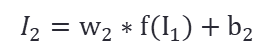 I₂ = w₂ * f(I₁) + b₂